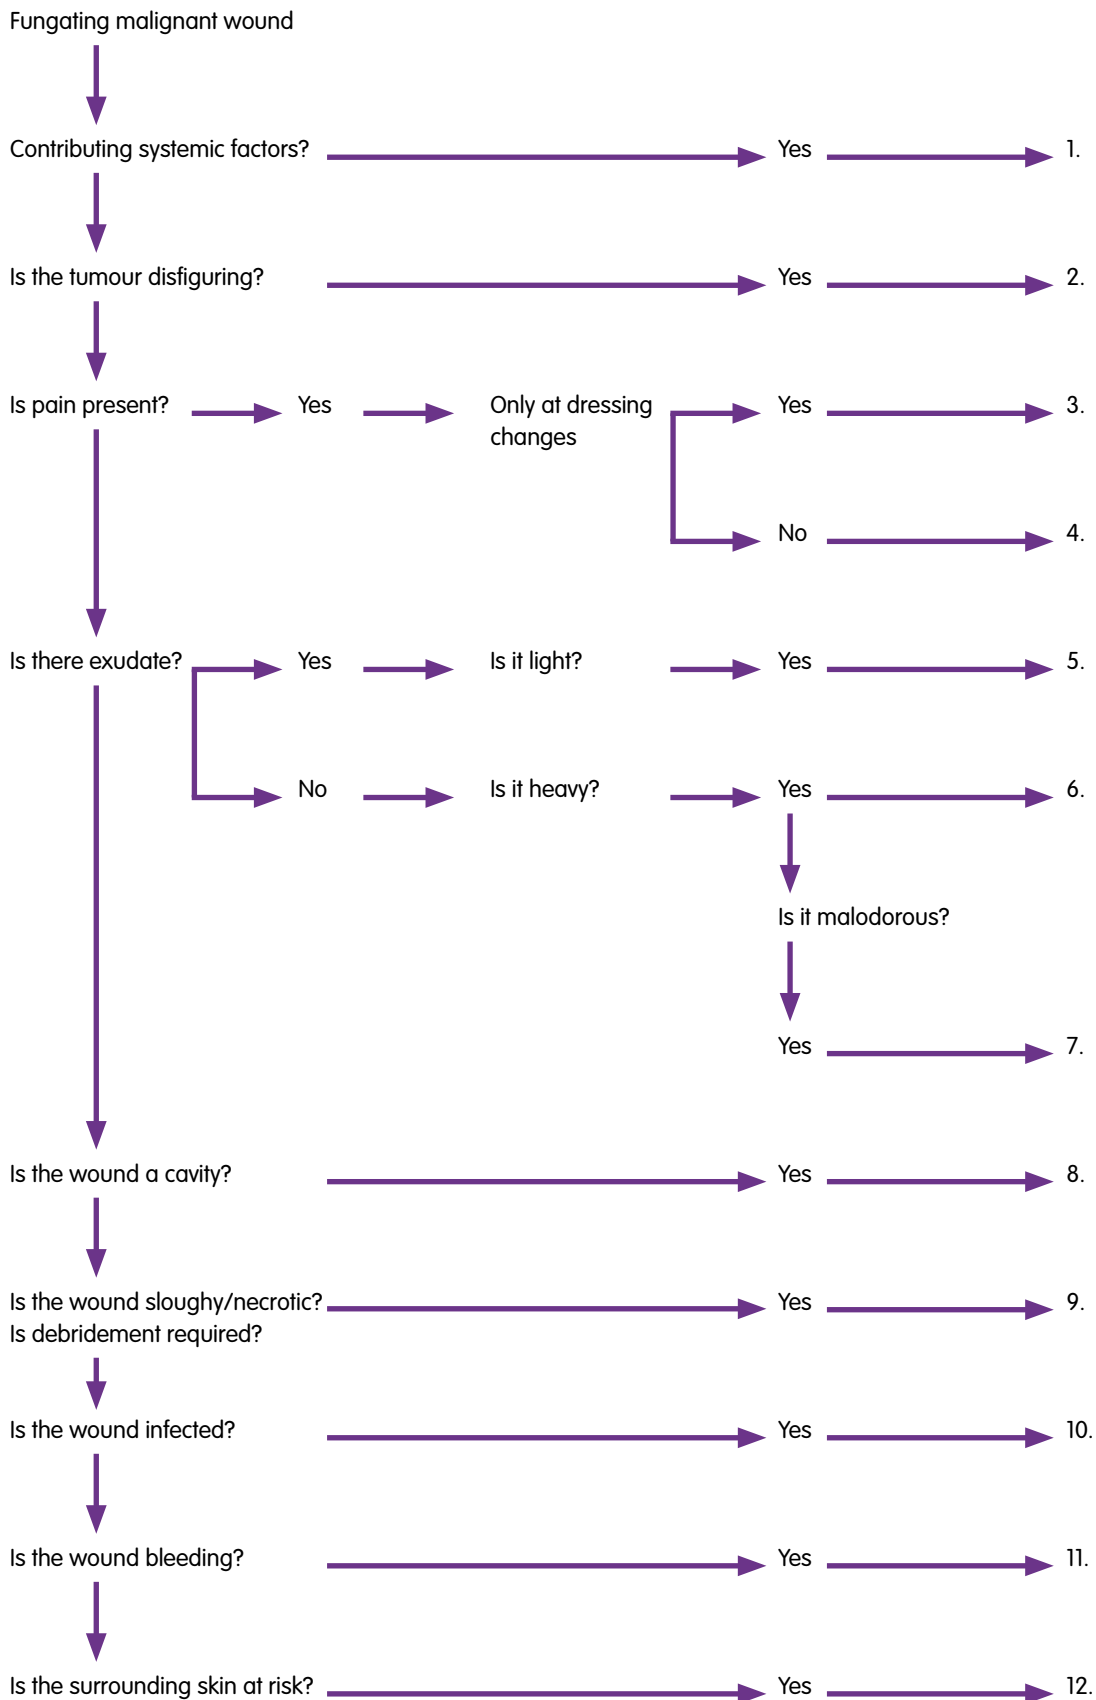 Fungating malignant wound
Contributing systemic factors? Yes 1.
Is the tumour disfiguring? Yes 2.
Is pain present? Yes Only at dressing Yes 3.
changes
No 4.
Is there exudate? Yes Is it light? Yes 5.
No Is it heavy? Yes 6.
Is it malodorous?
Yes 7.
Is the wound a cavity? Yes 8.
Is the wound sloughy/necrotic? Yes 9.
Is debridement required?
Is the wound infected? Yes 10.
Is the wound bleeding? Yes 11.
Is the surrounding skin at risk? Yes 12.